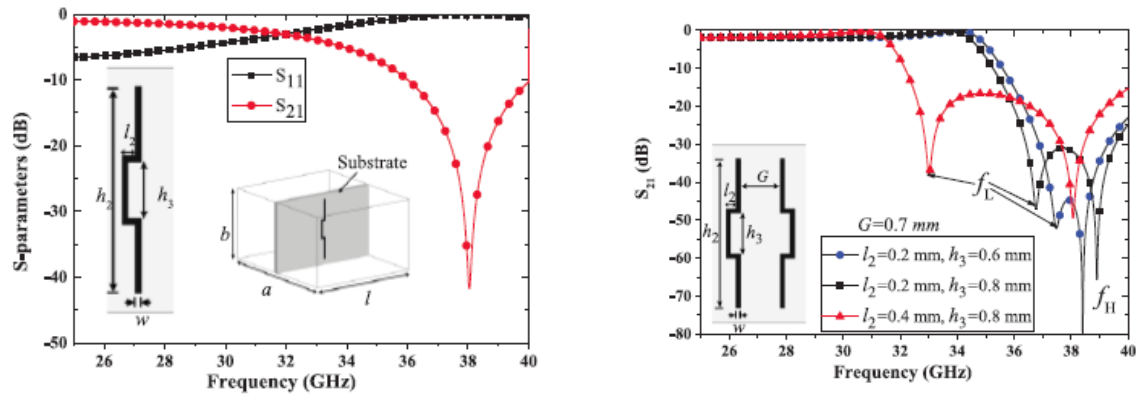 0
-10
-20
-30
-40
-50
S-parameters (dB)
26 28 30 32 34 36 38 40
Frequency (GHz)
S11
S21
l2
h2
h3
w
Substrate
b
a
l
0
-10
-20
-30
-40
-50
-60
-70
-80
S21 (dB)
26 28 30 32 34 36 38 40
Frequency (GHz)
G
l2
h2
h3
w
fL
G=0.7 mm
l2=0.2 mm, h3=0.6 mm
l2=0.2 mm, h3=0.8 mm
l2=0.4 mm, h3=0.8 mm
fH